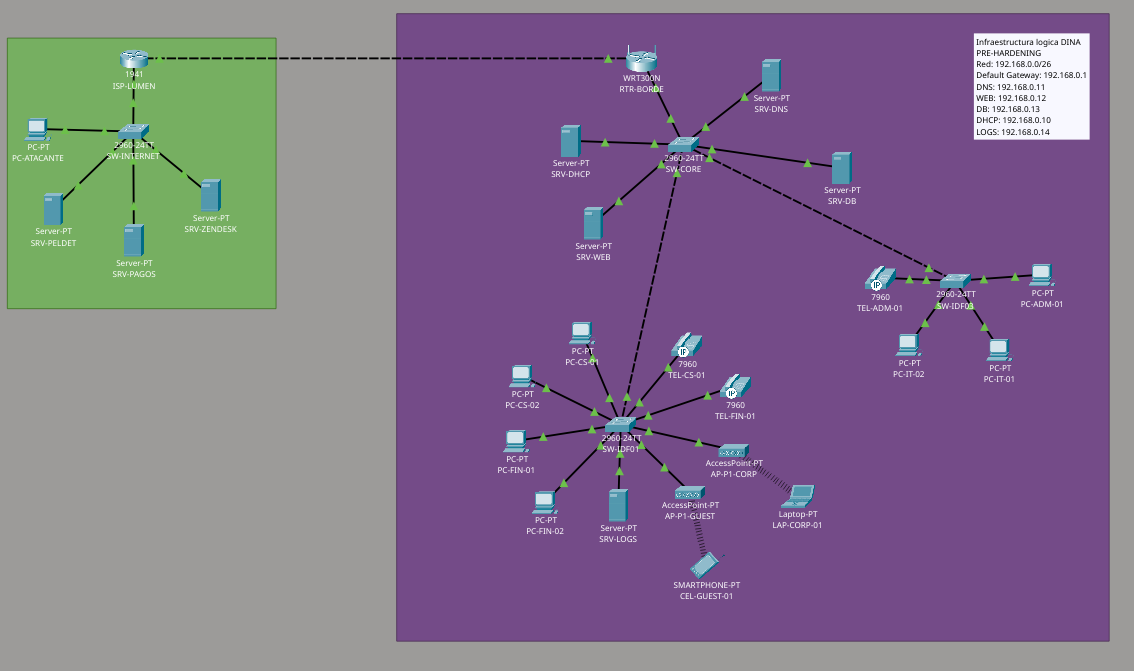 1941
ISP-LUMEN
PC-PT
PC-ATACANTE
2960-24TT
SW-INTERNET
Server-PT
SRV-PELDET
Server-PT
SRV-PAGOS
Server-PT
SRV-ZENDESK
WRT300N
RTR-BORDE
Server-PT
SRV-DNS
Server-PT
SRV-DHCP
2960-24TT
SW-CORE
Server-PT
SRV-DB
Server-PT
SRV-WEB
Infraestructura logica DINA
PRE-HARDENING
Red: 192.168.0.0/26
Default Gateway: 192.168.0.1
DNS: 192.168.0.11
WEB: 192.168.0.12
DB: 192.168.0.13
DHCP: 192.168.0.10
LOGS: 192.168.0.14
IP
7960
TEL-ADM-01
2960-24TT
SW-IDF03
PC-PT
PC-ADM-01
PC-PT
PC-IT-02
PC-PT
PC-IT-01
PC-PT
PC-CS-01
IP
7960
TEL-CS-01
PC-PT
PC-CS-02
IP
7960
TEL-FIN-01
2960-24TT
SW-IDF01
PC-PT
PC-FIN-01
AccessPoint-PT
AP-P1-CORP
PC-PT
PC-FIN-02
Server-PT
SRV-LOGS
AccessPoint-PT
AP-P1-GUEST
Laptop-PT
LAP-CORP-01
SMARTPHONE-PT
CEL-GUEST-01